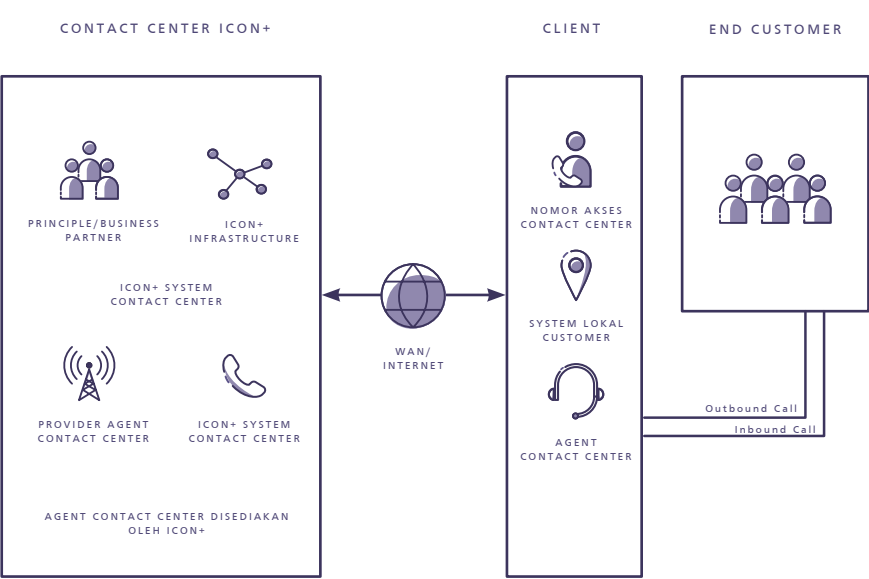 CONTACT CENTER ICON+
CLIENT
END CUSTOMER
PRINCIPLE/BUSINESS
PARTNER
ICON+
INFRASTRUCTURE
ICON+ SYSTEM
CONTACT CENTER
PROVIDER AGENT
CONTACT CENTER
ICON+ SYSTEM
CONTACT CENTER
AGENT CONTACT CENTER DISEDIAKAN
OLEH ICON+
WAN/
INTERNET
NOMOR AKSES
CONTACT CENTER
SYSTEM LOKAL
CUSTOMER
AGENT
CONTACT CENTER
Outbound Call
Inbound Call